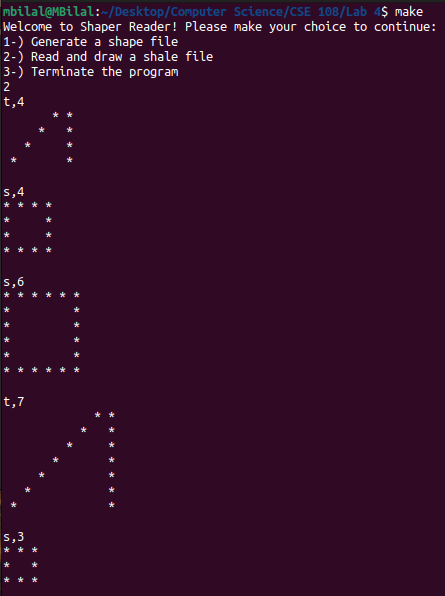 mbilal@MBilal:~/Desktop/Computer Science/CSE 108/Lab 4$ make
Welcome to Shaper Reader! Please make your choice to continue:
1-) Generate a shape file
2-) Read and draw a shale file
3-) Terminate the program
2
t,4
       * *
     *   *
   *     *
 *       *

s,4
* * * *
*     *
*     *
* * * *

s,6
* * * * * *
*         *
*         *
*         *
*         *
* * * * * *

t,7
             * *
           *   *
         *     *
       *       *
     *         *
   *           *
 *             *

s,3
* * *
*   *
* * *